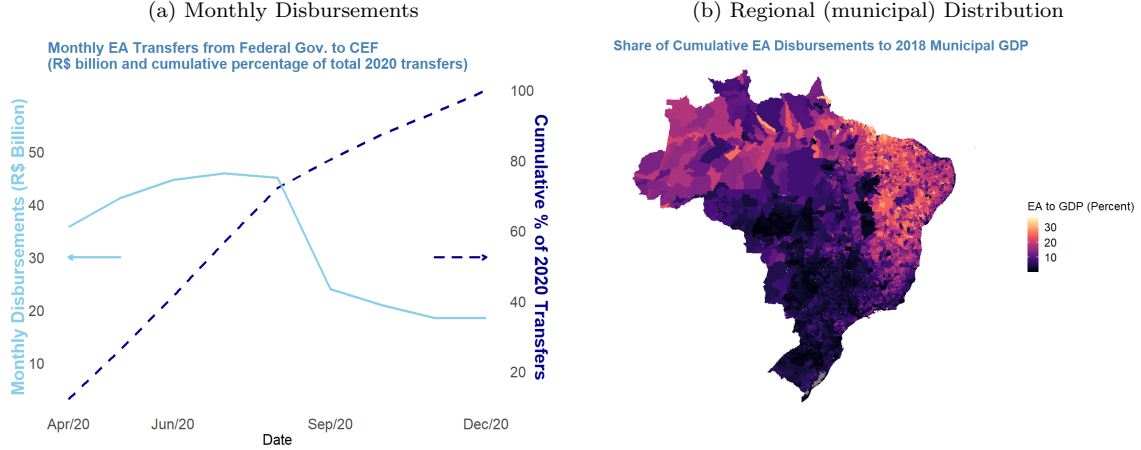 (a) Monthly Disbursements
Monthly EA Transfers from Federal Gov. to CEF
(R$ billion and cumulative percentage of total 2020 transfers)
Monthly Disbursements (R$ Billion)
50
40
30
20
10
100
80
60
40
20
Cumulative % of 2020 Transfers
Apr/20
Jun/20
Sep/20
Dec/20
Date
(b) Regional (municipal) Distribution
Share of Cumulative EA Disbursements to 2018 Municipal GDP
EA to GDP (Percent)
30
20
10